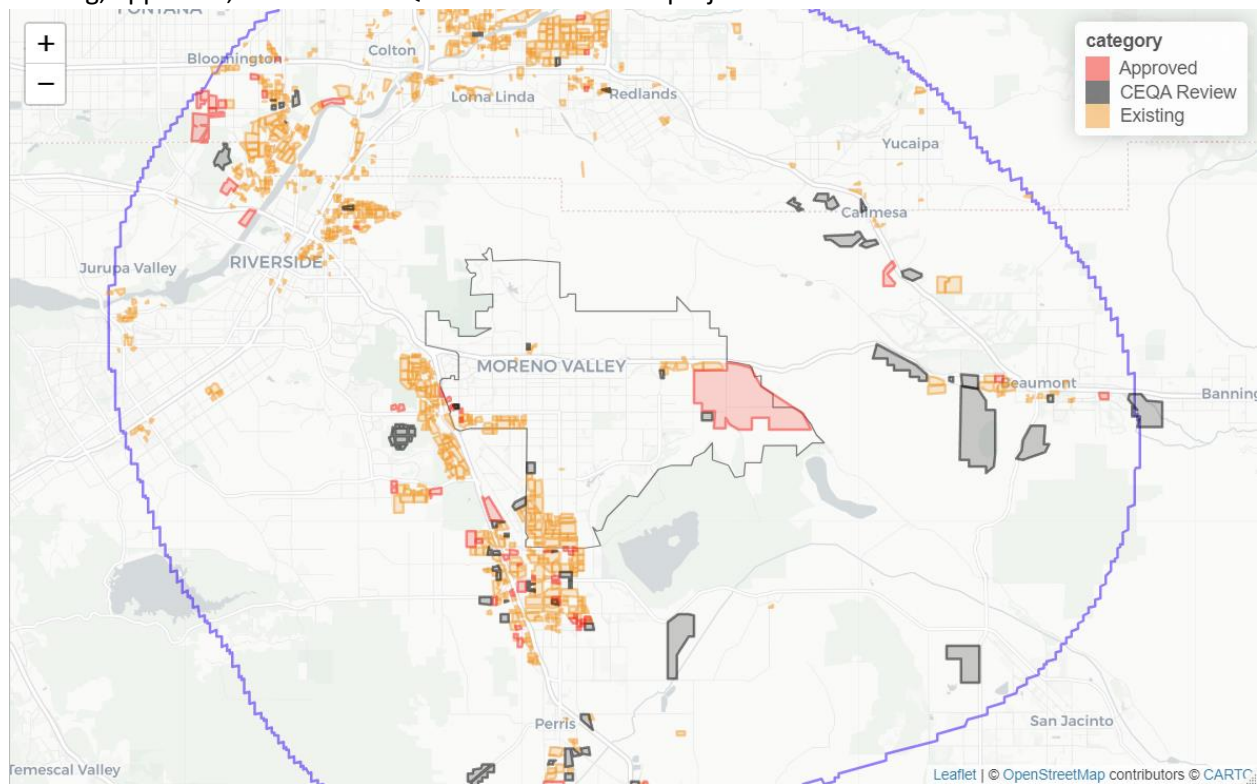 FONTANA
+
−
Bloomington
Colton
Loma Linda
Redlands
category
Approved
CEQA Review
Existing
Yucaipa
Calimesa
Jurupa Valley
RIVERSIDE
MORENO VALLEY
Beaumont
Banning
Perris
San Jacinto
Temescal Valley
Leaflet | © OpenStreetMap contributors © CARTO